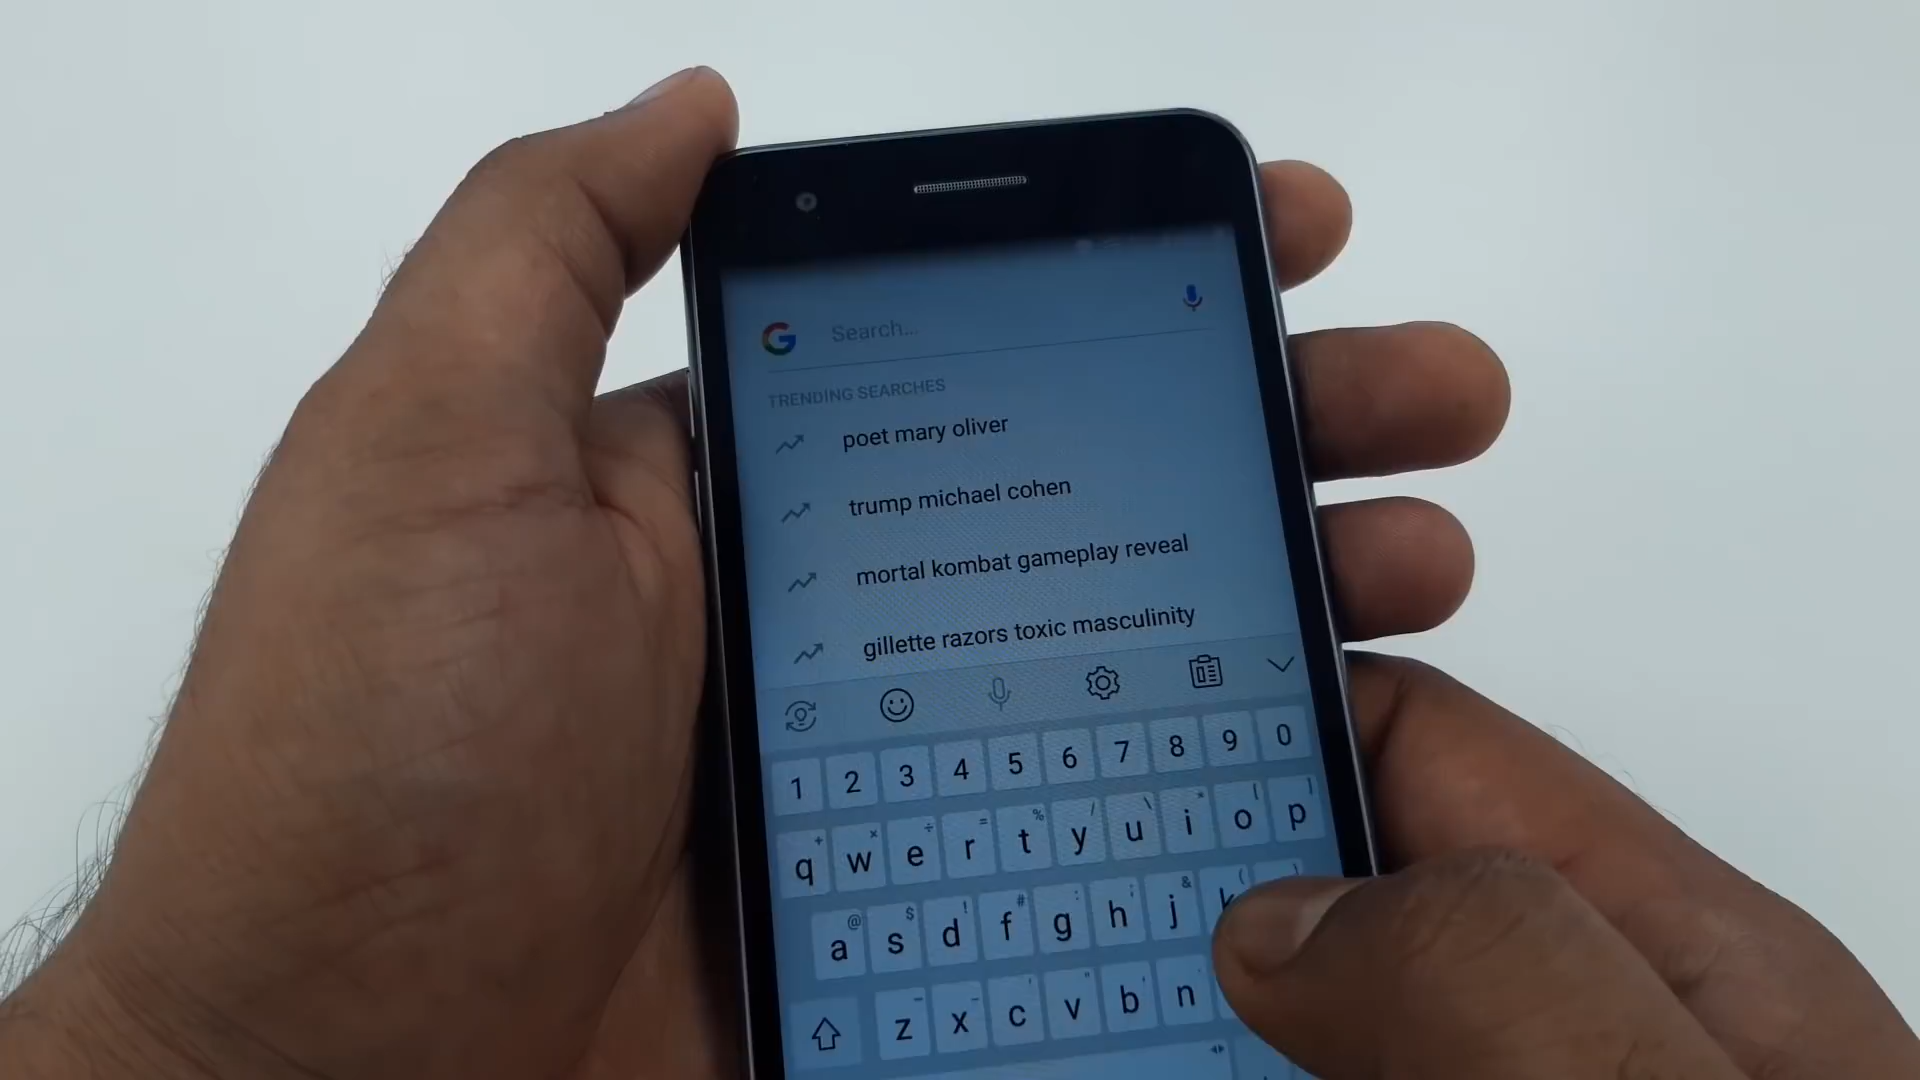 G Search...
TRENDING SEARCHES
poet mary oliver
trump michael cohen
mortal kombat gameplay reveal
gillette razors toxic masculinity
1 2 3 4 5 6 7 8 9 0
+ × ÷ = % / \ * [ ]
q w e r t y u i o p
@ $ ! # : ; & ( )
a s d f g h j k
z x c v b n